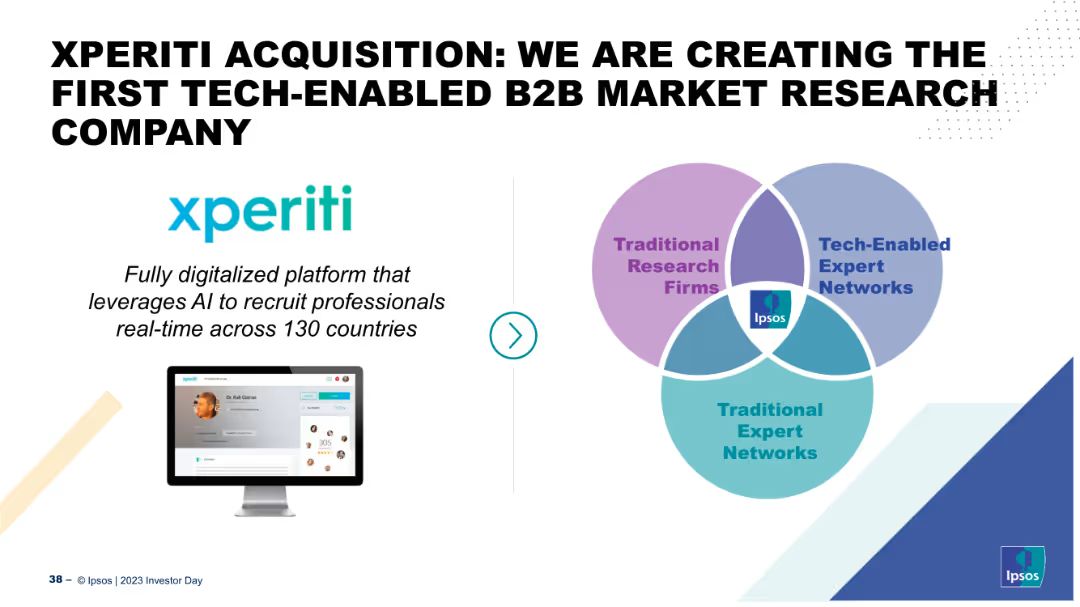 XPERITI ACQUISITION: WE ARE CREATING THE
FIRST TECH-ENABLED B2B MARKET RESEARCH
COMPANY
xperiti
Fully digitalized platform that
leverages AI to recruit professionals
real-time across 130 countries
xperiti
305
Traditional
Research
Firms
Tech-Enabled
Expert
Networks
Ipsos
Traditional
Expert
Networks
38 – © Ipsos | 2023 Investor Day
Ipsos